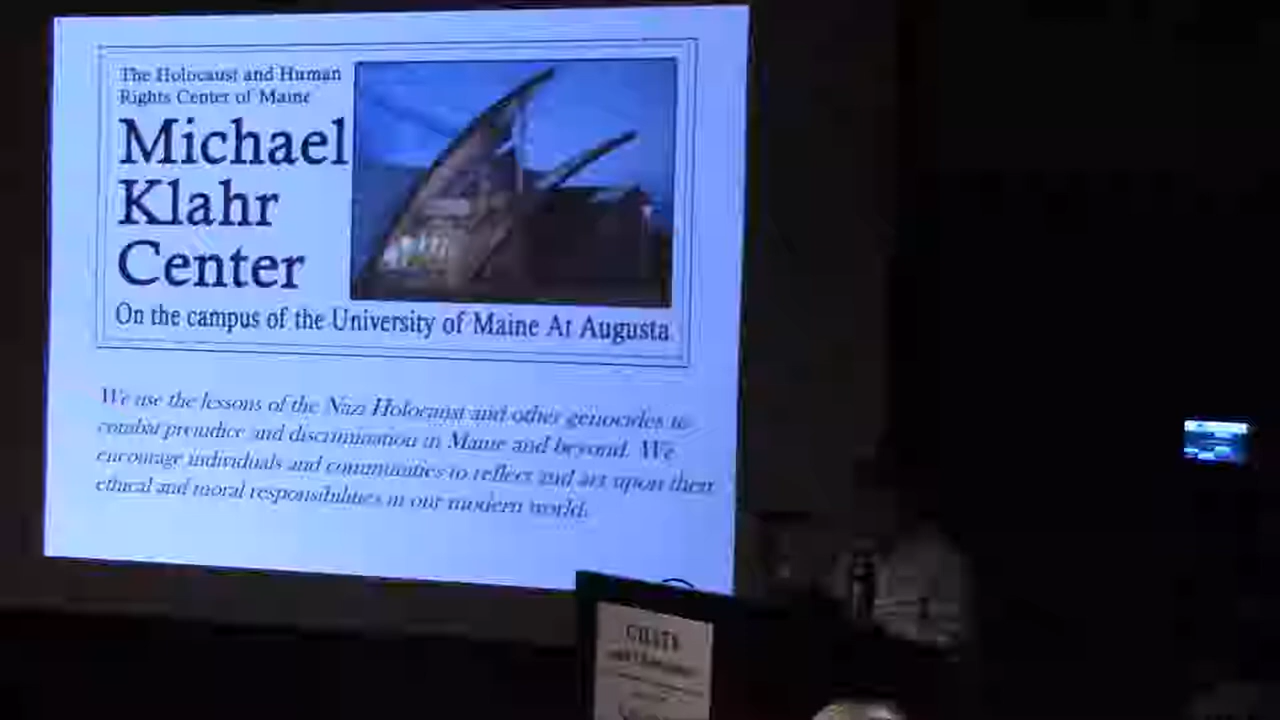 The Holocaust and Human
Rights Center of Maine
Michael
Klahr
Center
On the campus of the University of Maine At Augusta
We use the lessons of the Nazi Holocaust and other genocides to
combat prejudice and discrimination in Maine and beyond. We
encourage individuals and communities to reflect and act upon their
ethical and moral responsibilities in our modern world.